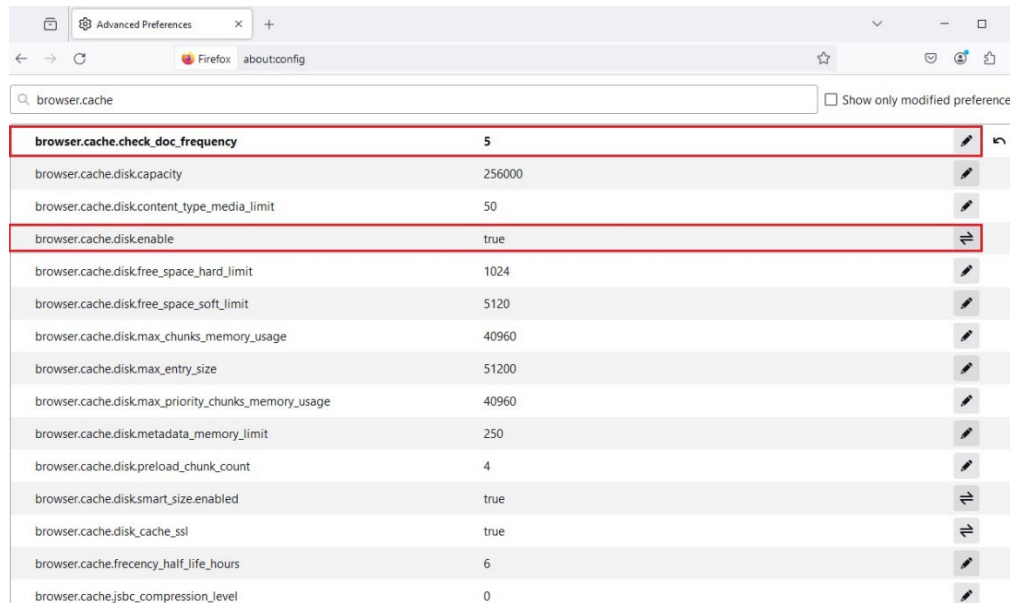 Advanced Preferences
Firefox about:config
browser.cache
Show only modified preference
browser.cache.check_doc_frequency 5
browser.cache.disk.capacity 256000
browser.cache.disk.content_type_media_limit 50
browser.cache.disk.enable true
browser.cache.disk.free_space_hard_limit 1024
browser.cache.disk.free_space_soft_limit 5120
browser.cache.disk.max_chunks_memory_usage 40960
browser.cache.disk.max_entry_size 51200
browser.cache.disk.max_priority_chunks_memory_usage 40960
browser.cache.disk.metadata_memory_limit 250
browser.cache.disk.preload_chunk_count 4
browser.cache.disk.smart_size.enabled true
browser.cache.disk_cache_ssl true
browser.cache.frecency_half_life_hours 6
browser.cache.jsbc_compression_level 0